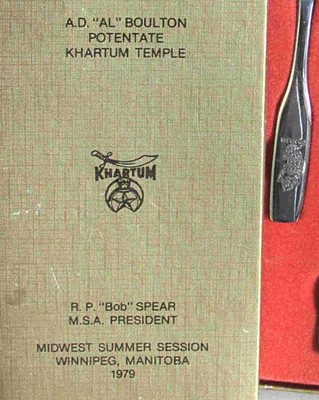 A.D. "AL" BOULTON
POTENTATE
KHARTUM TEMPLE
KHARTUM
R. P. "Bob" SPEAR
M.S.A. PRESIDENT
MIDWEST SUMMER SESSION
WINNIPEG, MANITOBA
1979